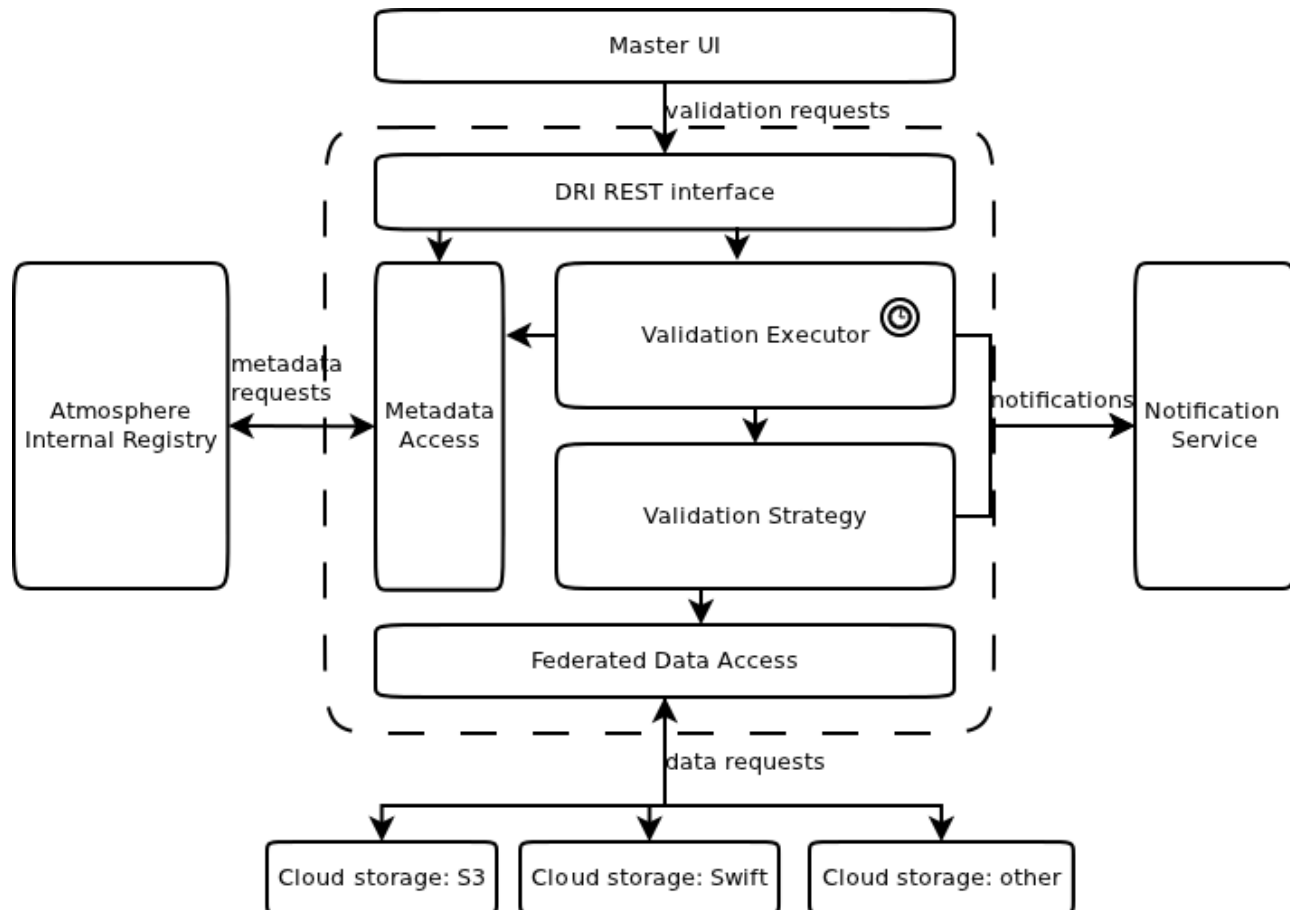 Master UI
validation requests
DRI REST interface
Validation Executor
metadata
requests
Atmosphere
Internal Registry
Metadata
Access
notifications
Notification
Service
Validation Strategy
Federated Data Access
data requests
Cloud storage: S3
Cloud storage: Swift
Cloud storage: other